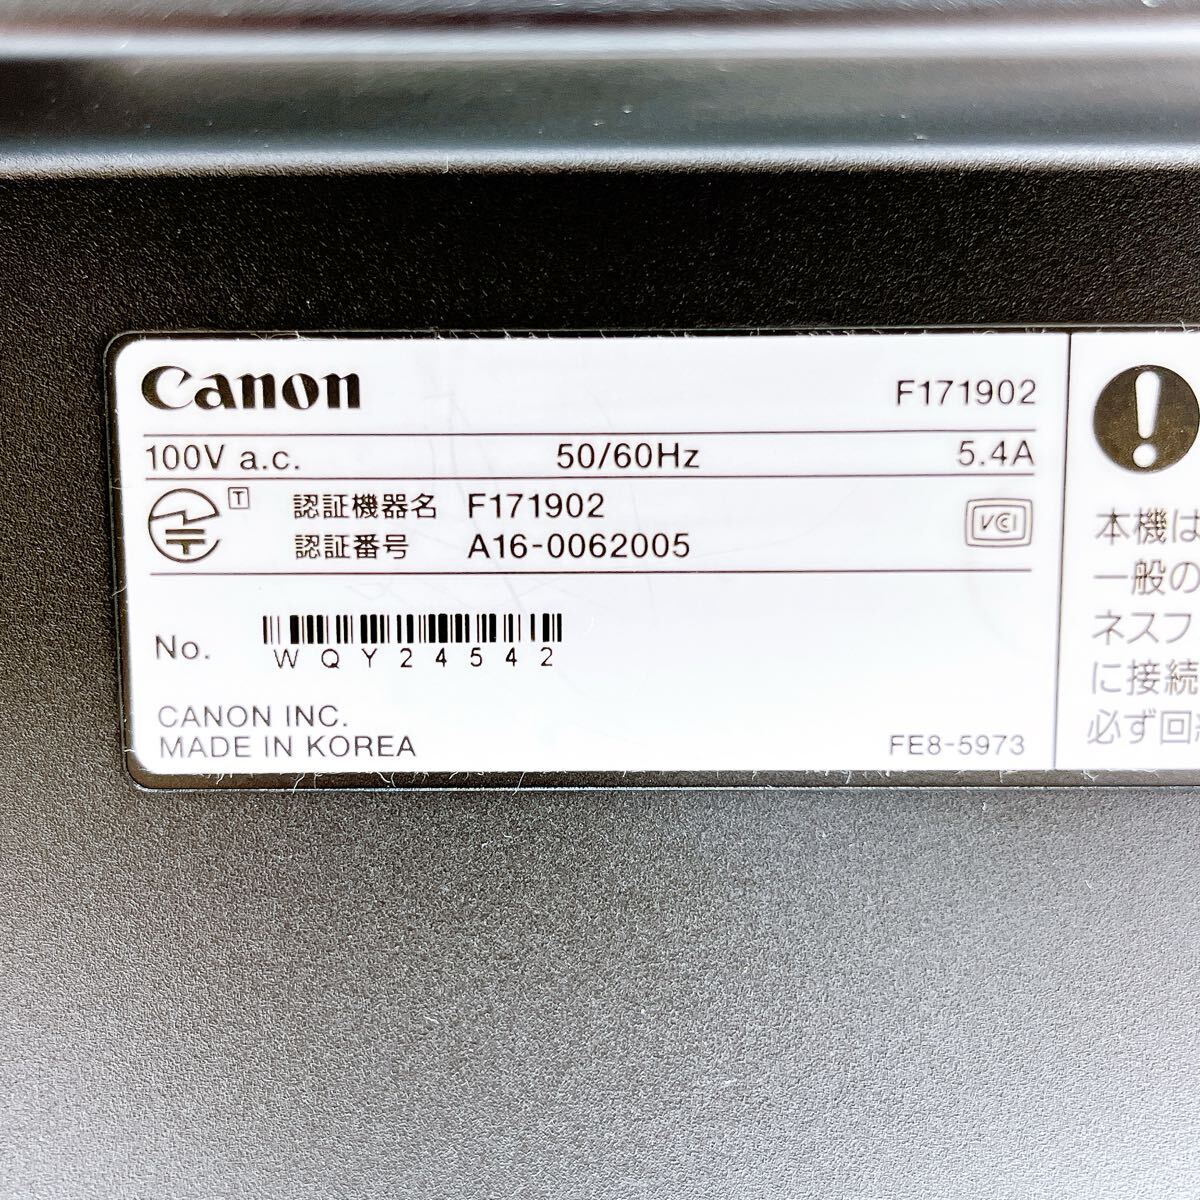 Canon F171902
100V a.c. 50/60Hz 5.4A
T 認証機器名 F171902
認証番号 A16-0062005
VCI
No. WQY24542
CANON INC.
MADE IN KOREA FE8-5973
本機は
一般の
ネスフ
に接続
必ず回